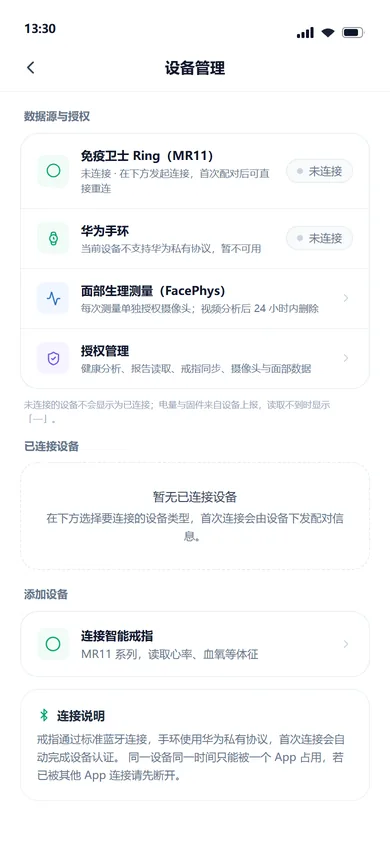 13:30
设备管理
数据源与授权
免疫卫士 Ring（MR11）
未连接 · 在下方发起连接，首次配对后可直
接重连
未连接
华为手环
当前设备不支持华为私有协议，暂不可用
未连接
面部生理测量（FacePhys）
每次测量单独授权摄像头；视频分析后 24 小时内删除
授权管理
健康分析、报告读取、戒指同步、摄像头与面部数据
未连接的设备不会显示为已连接；电量与固件来自设备上报，读取不到时显示
「—」。
已连接设备
暂无已连接设备
在下方选择要连接的设备类型，首次连接会由设备下发配对信
息。
添加设备
连接智能戒指
MR11 系列，读取心率、血氧等体征
连接说明
戒指通过标准蓝牙连接，手环使用华为私有协议，首次连接会自
动完成设备认证。 同一设备同一时间只能被一个 App 占用，若
已被其他 App 连接请先断开。